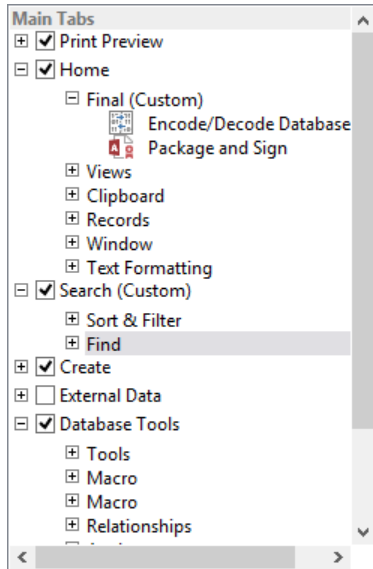 Main Tabs
Print Preview
Home
Final (Custom)
Encode/Decode Database
Package and Sign
Views
Clipboard
Records
Window
Text Formatting
Search (Custom)
Sort & Filter
Find
Create
External Data
Database Tools
Tools
Macro
Macro
Relationships